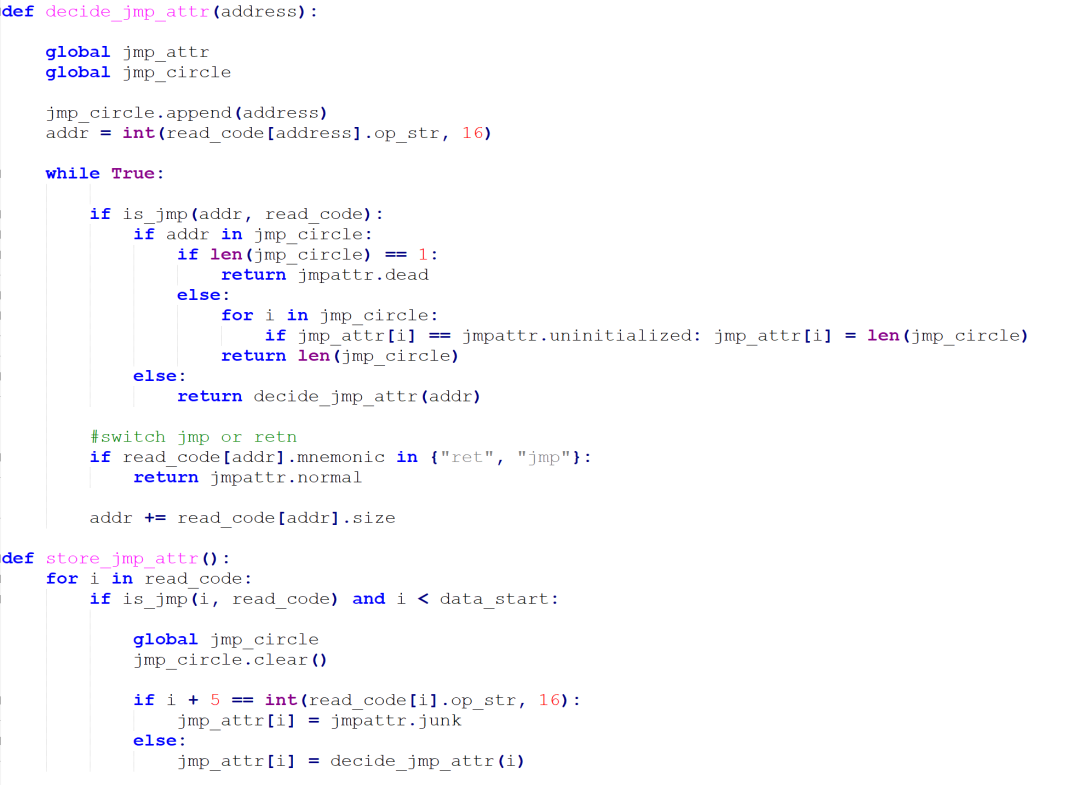 def decide_jmp_attr(address):
global jmp_attr
global jmp_circle
jmp_circle.append(address)
addr = int(read_code[address].op_str, 16)
while True:
if is_jmp(addr, read_code):
if addr in jmp_circle:
if len(jmp_circle) == 1:
return jmpattr.dead
else:
for i in jmp_circle:
if jmp_attr[i] == jmpattr.uninitialized: jmp_attr[i] = len(jmp_circle)
return len(jmp_circle)
else:
return decide_jmp_attr(addr)
#switch jmp or retn
if read_code[addr].mnemonic in {"ret", "jmp"}:
return jmpattr.normal
addr += read_code[addr].size
def store_jmp_attr():
for i in read_code:
if is_jmp(i, read_code) and i < data_start:
global jmp_circle
jmp_circle.clear()
if i + 5 == int(read_code[i].op_str, 16):
jmp_attr[i] = jmpattr.junk
else:
jmp_attr[i] = decide_jmp_attr(i)